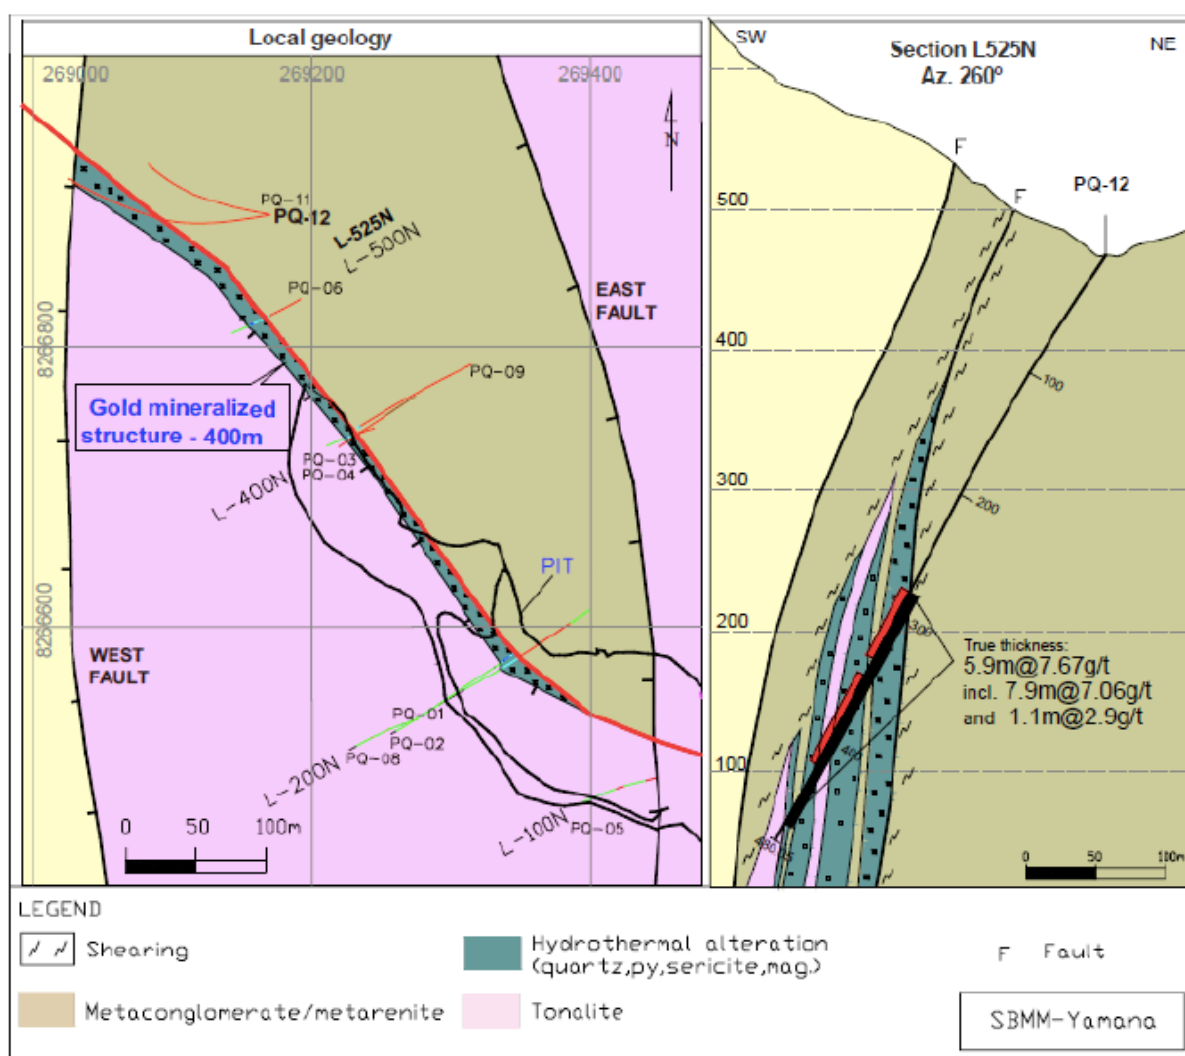 Local geology
269000
269200
269400
N
8266800
8266600
PQ-11
PQ-12
L-525N
L-500N
PQ-06
EAST
FAULT
PQ-09
Gold mineralized
structure - 400m
PQ-03
PQ-04
L-400N
PIT
WEST
FAULT
PQ-01
PQ-02
PQ-08
L-200N
L-100N
PQ-05
0 50 100m
SW
Section L525N
Az. 260º
NE
F
F
PQ-12
500
400
300
200
100
100
200
300
400
True thickness:
5.9m@7.67g/t
incl. 7.9m@7.06g/t
and 1.1m@2.9g/t
0 50 100m
LEGEND
Shearing
Hydrothermal alteration
(quartz,py,sericite,mag.)
F Fault
Metaconglomerate/metarenite
Tonalite
SBMM-Yamana